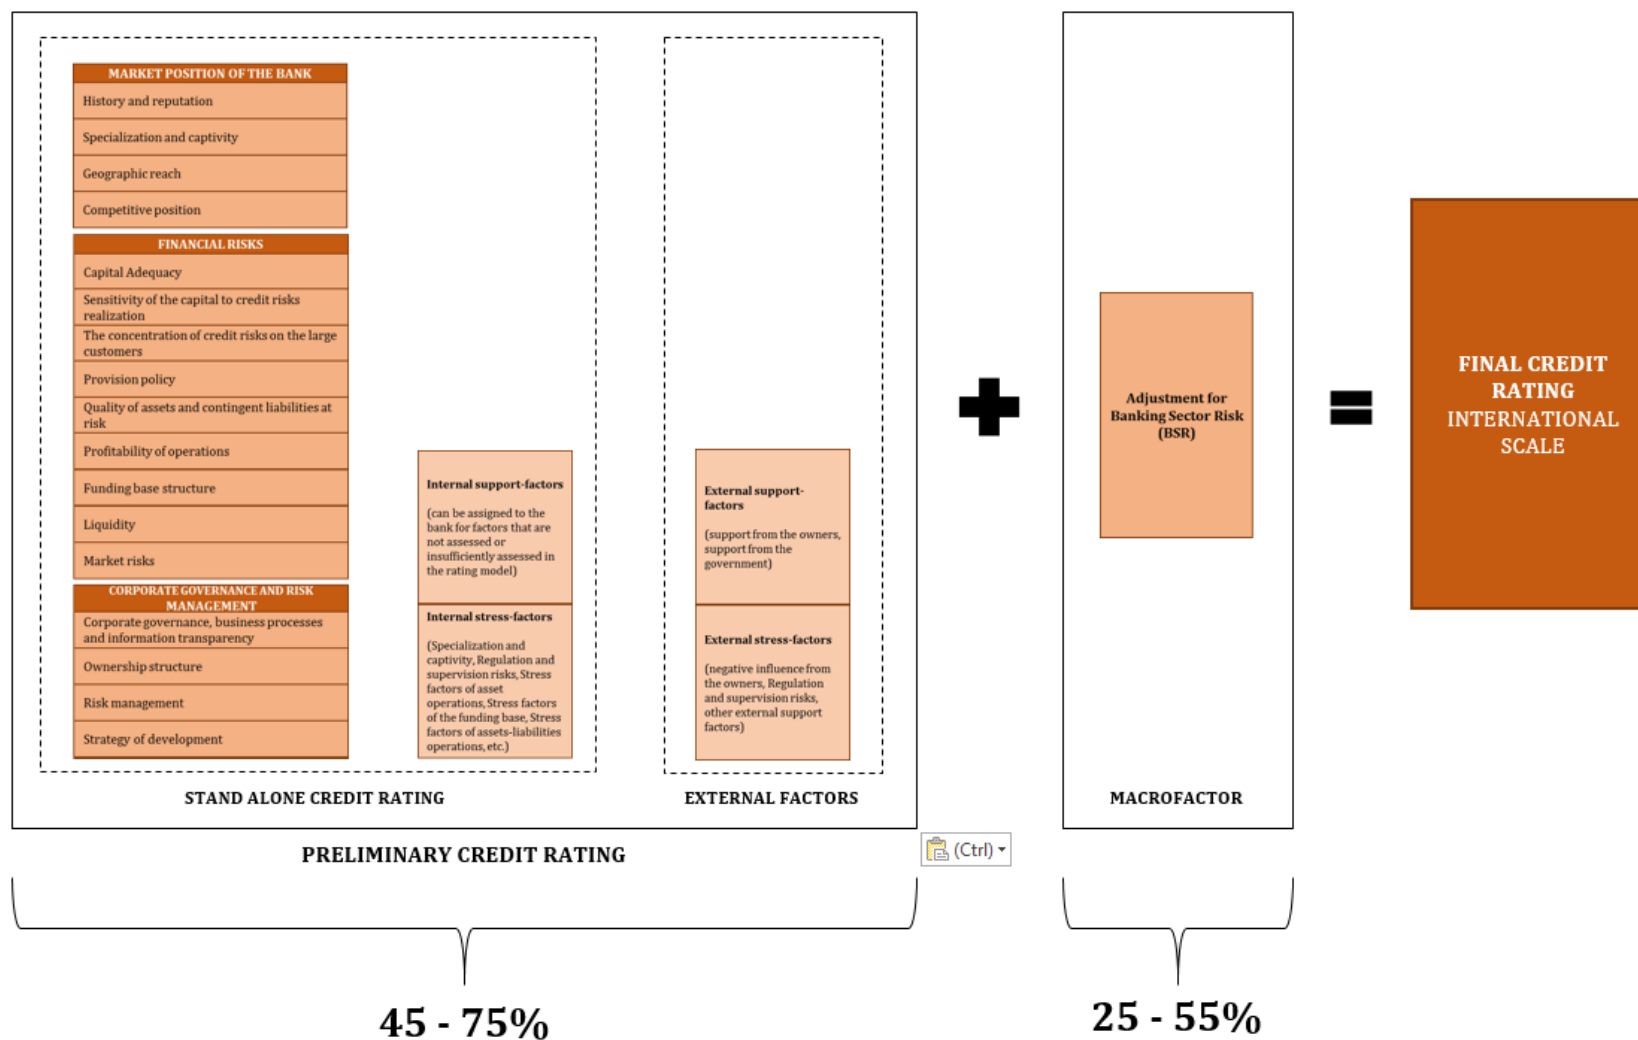 MARKET POSITION OF THE BANK
History and reputation
Specialization and captivity
Geographic reach
Competitive position
FINANCIAL RISKS
Capital Adequacy
Sensitivity of the capital to credit risks
realization
The concentration of credit risks on the large
customers
Provision policy
Quality of assets and contingent liabilities at
risk
Profitability of operations
Funding base structure
Liquidity
Market risks
CORPORATE GOVERNANCE AND RISK
MANAGEMENT
Corporate governance, business processes
and information transparency
Ownership structure
Risk management
Strategy of development
Internal support-factors
(can be assigned to the
bank for factors that are
not assessed or
insufficiently assessed in
the rating model)
Internal stress-factors
(Specialization and
captivity, Regulation and
supervision risks, Stress
factors of asset
operations, Stress factors
of the funding base, Stress
factors of assets-liabilities
operations, etc.)
STAND ALONE CREDIT RATING
External support-
factors
(support from the owners,
support from the
government)
External stress-factors
(negative influence from
the owners, Regulation
and supervision risks,
other external support
factors)
EXTERNAL FACTORS
PRELIMINARY CREDIT RATING
(Ctrl)
45 - 75%
Adjustment for
Banking Sector Risk
(BSR)
MACROFACTOR
25 - 55%
FINAL CREDIT
RATING
INTERNATIONAL
SCALE